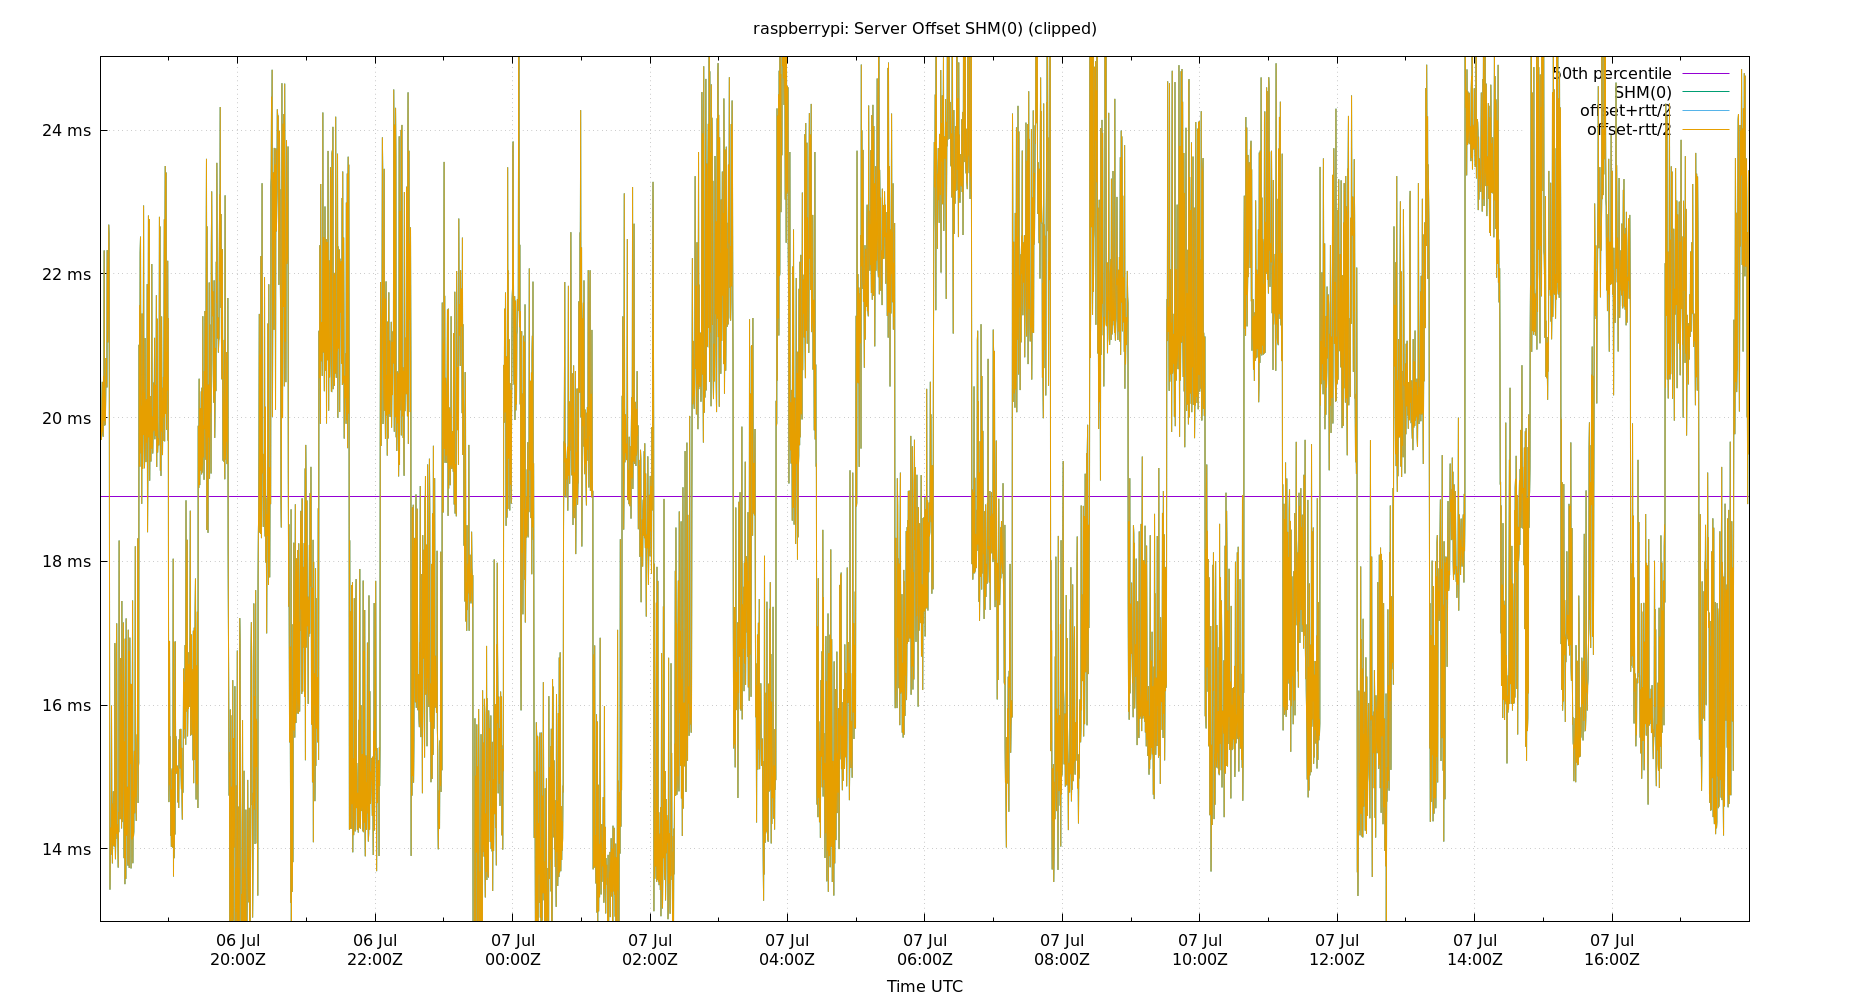 raspberrypi: Server Offset SHM(0) (clipped)
50th percentile
SHM(0)
offset+rtt/2
offset-rtt/2
24 ms
22 ms
20 ms
18 ms
16 ms
14 ms
06 Jul 06 Jul 07 Jul 07 Jul 07 Jul 07 Jul 07 Jul 07 Jul 07 Jul 07 Jul 07 Jul
20:00Z 22:00Z 00:00Z 02:00Z 04:00Z 06:00Z 08:00Z 10:00Z 12:00Z 14:00Z 16:00Z
Time UTC